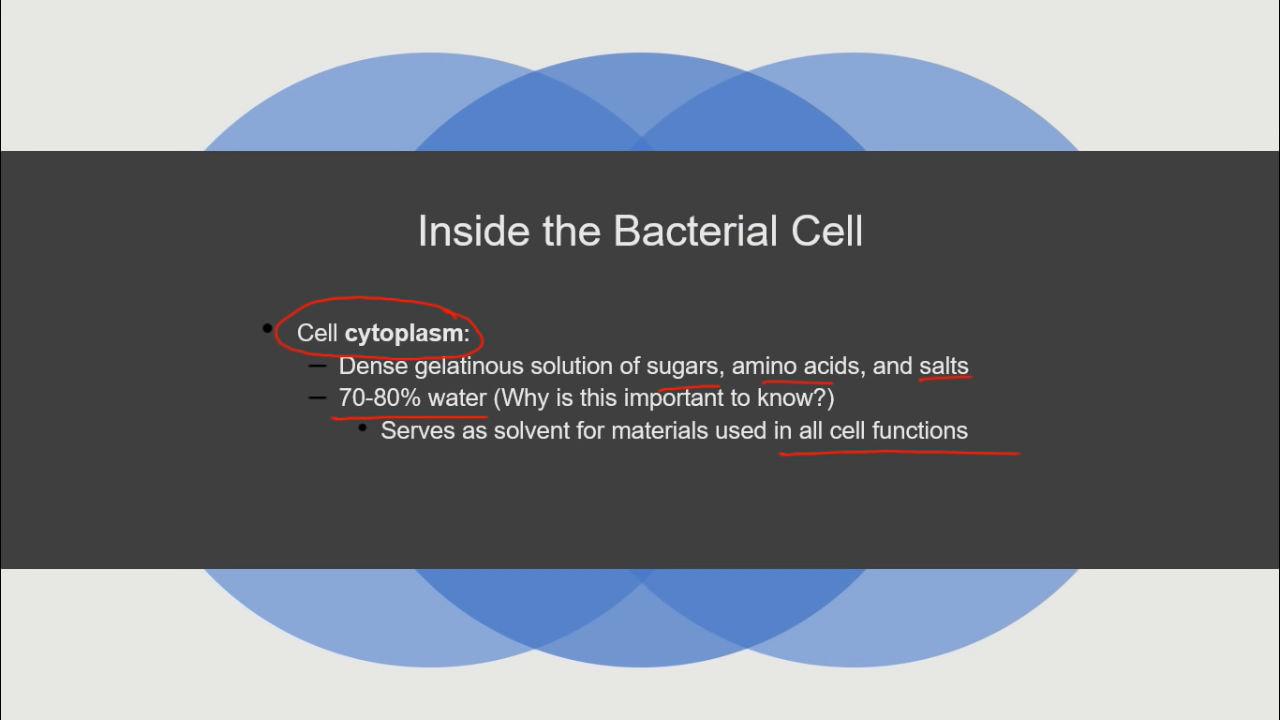 Inside the Bacterial Cell
• Cell cytoplasm:
– Dense gelatinous solution of sugars, amino acids, and salts
– 70-80% water (Why is this important to know?)
• Serves as solvent for materials used in all cell functions